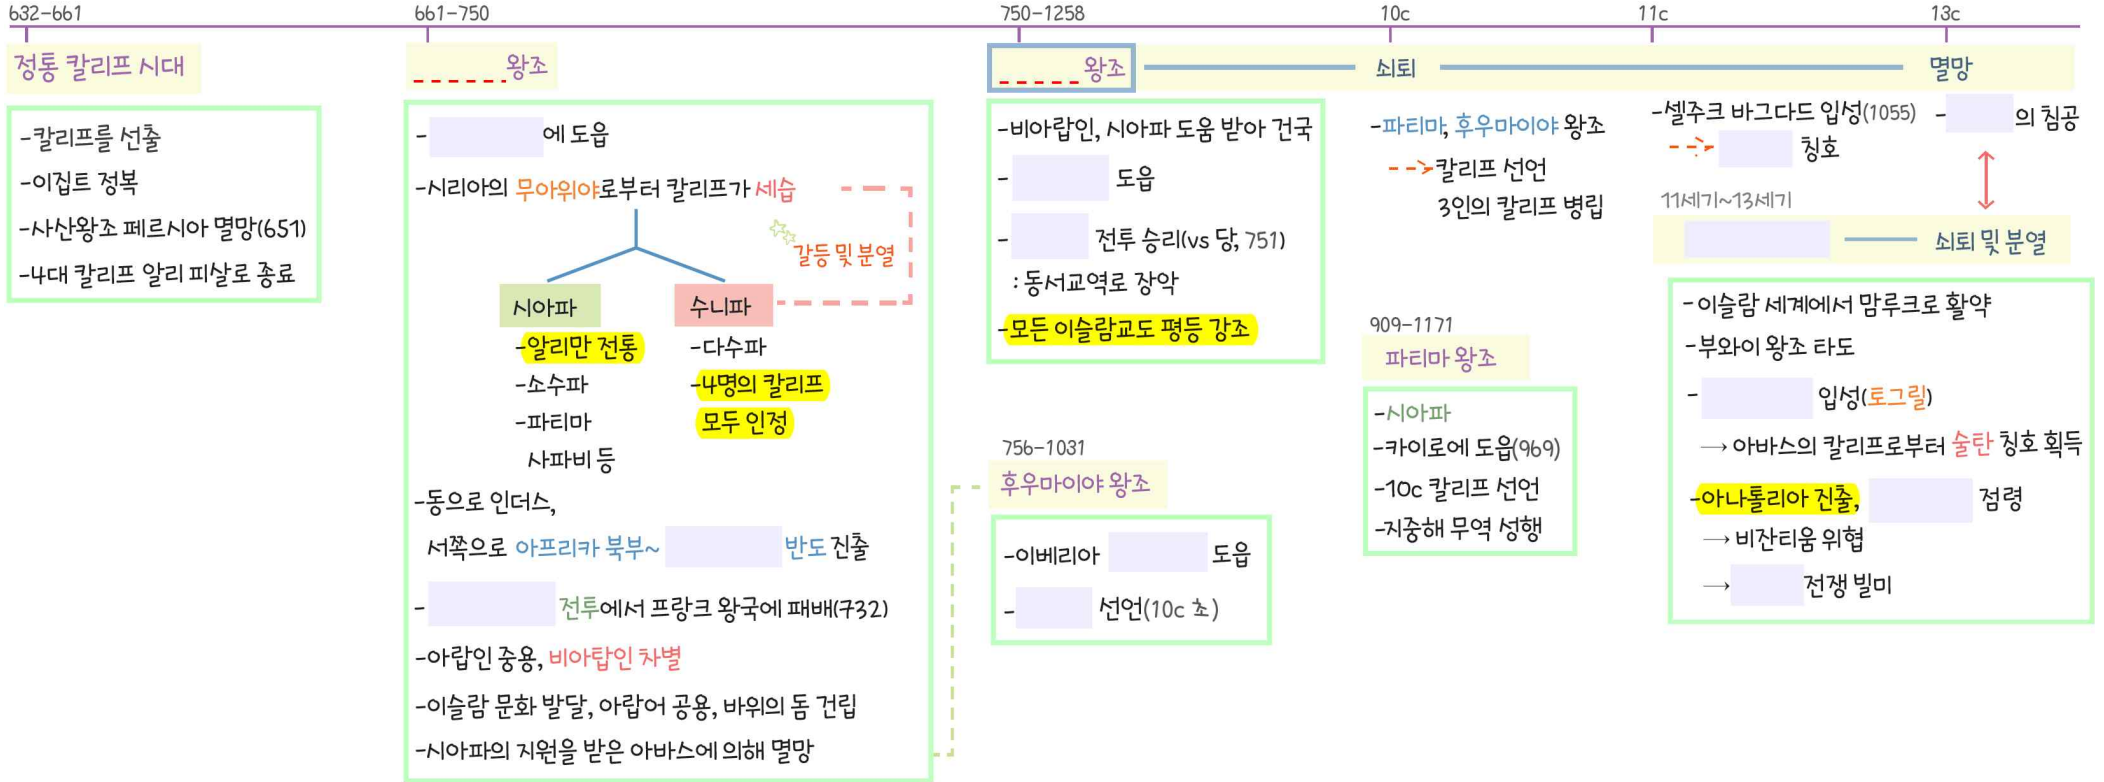 632-661
정통 칼리프 시대
-칼리프를 선출
-이집트 정복
-사산왕조 페르시아 멸망(651)
-4대 칼리프 알리 피살로 종료
661-750
왕조
- 에 도읍
-시리아의 무아위야로부터 칼리프가 세습
갈등 및 분열
시아파
-알리만 전통
-소수파
-파티마
사파비 등
수니파
-다수파
-4명의 칼리프
모두 인정
-동으로 인더스,
서쪽으로 아프리카 북부~ 반도 진출
- 전투에서 프랑크 왕국에 패배(732)
-아랍인 중용, 비아탑인 차별
-이슬람 문화 발달, 아랍어 공용, 바위의 돔 건립
-시아파의 지원을 받은 아바스에 의해 멸망
750-1258
왕조
-비아랍인, 시아파 도움 받아 건국
- 도읍
- 전투 승리(vs 당, 751)
: 동서교역로 장악
-모든 이슬람교도 평등 강조
756-1031
후우마이야 왕조
-이베리아 도읍
- 선언(10c 초)
10c
쇠퇴
-파티마, 후우마이야 왕조
칼리프 선언
3인의 칼리프 병립
909-1171
파티마 왕조
-시아파
-카이로에 도읍(969)
-10c 칼리프 선언
-지중해 무역 성행
11c
-셀주크 바그다드 입성(1055)
칭호
11세기~13세기
쇠퇴 및 분열
-이슬람 세계에서 맘루크로 활약
-부와이 왕조 타도
- 입성(토그릴)
→ 아바스의 칼리프로부터 술탄 칭호 획득
-아나톨리아 진출, 점령
→ 비잔티움 위협
→ 전쟁 빌미
13c
멸망
- 의 침공